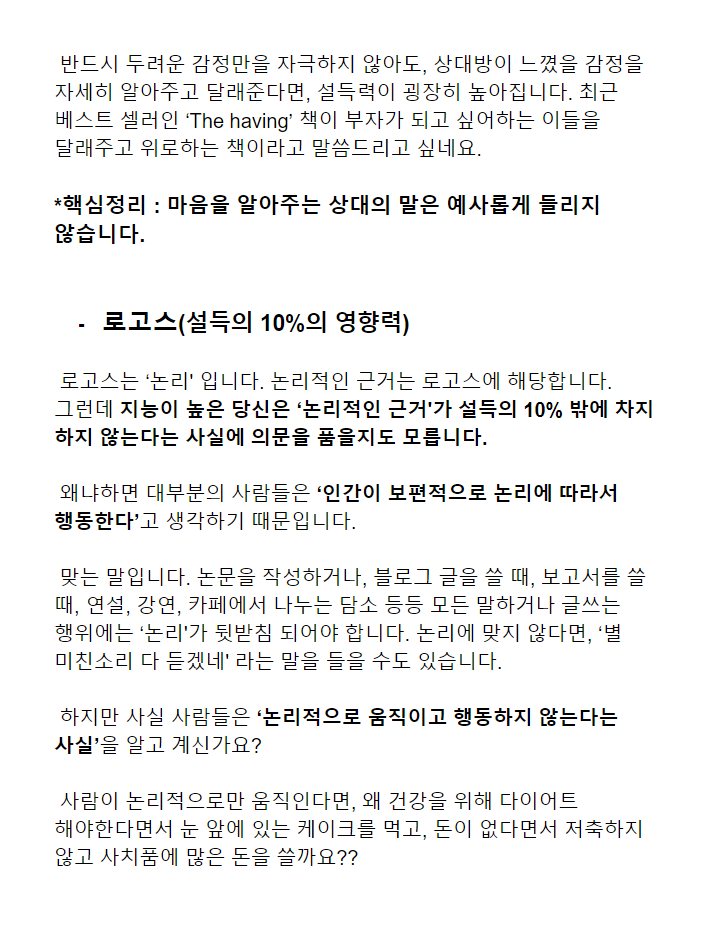 반드시 두려운 감정만을 자극하지 않아도, 상대방이 느꼈을 감정을
자세히 알아주고 달래준다면, 설득력이 굉장히 높아집니다. 최근
베스트 셀러인 ‘The having’ 책이 부자가 되고 싶어하는 이들을
달래주고 위로하는 책이라고 말씀드리고 싶네요.
*핵심정리 : 마음을 알아주는 상대의 말은 예사롭게 들리지
않습니다.
- 로고스(설득의 10%의 영향력)
로고스는 ‘논리' 입니다. 논리적인 근거는 로고스에 해당합니다.
그런데 지능이 높은 당신은 ‘논리적인 근거'가 설득의 10% 밖에 차지
하지 않는다는 사실에 의문을 품을지도 모릅니다.
왜냐하면 대부분의 사람들은 ‘인간이 보편적으로 논리에 따라서
행동한다’고 생각하기 때문입니다.
맞는 말입니다. 논문을 작성하거나, 블로그 글을 쓸 때, 보고서를 쓸
때, 연설, 강연, 카페에서 나누는 담소 등등 모든 말하거나 글쓰는
행위에는 ‘논리'가 뒷받침 되어야 합니다. 논리에 맞지 않다면, ‘별
미친소리 다 듣겠네' 라는 말을 들을 수도 있습니다.
하지만 사실 사람들은 ‘논리적으로 움직이고 행동하지 않는다는
사실’을 알고 계신가요?
사람이 논리적으로만 움직인다면, 왜 건강을 위해 다이어트
해야한다면서 눈 앞에 있는 케이크를 먹고, 돈이 없다면서 저축하지
않고 사치품에 많은 돈을 쓸까요??